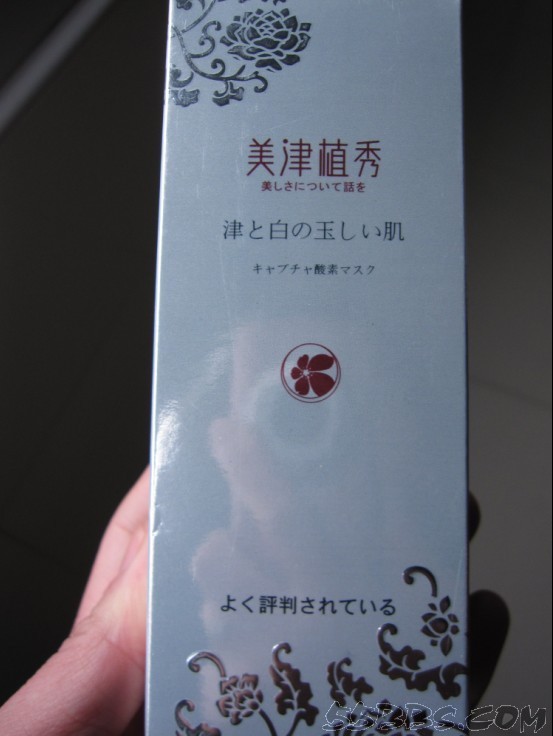 美津植秀
美しさについて話を
津と白の玉しい肌
キャプチャ酸素マスク
よく評判されている
55BBS.COM